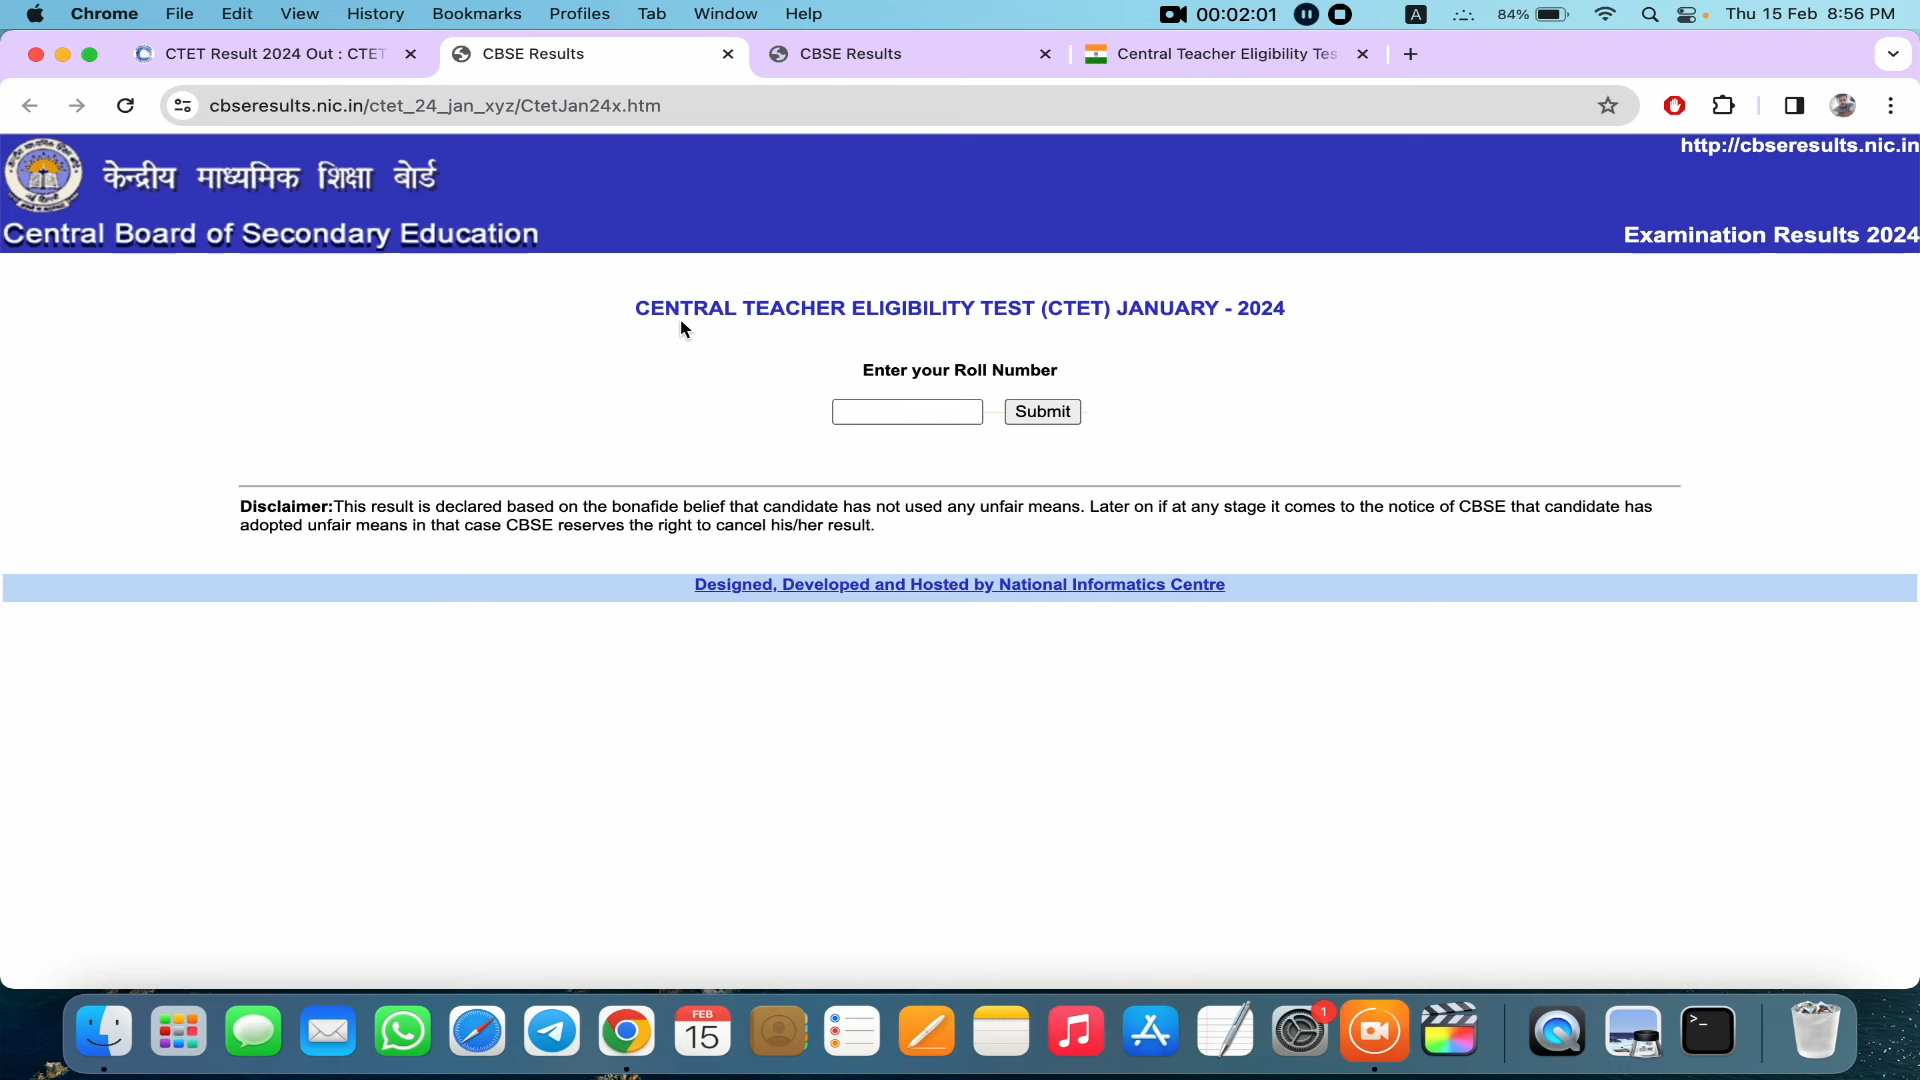 Chrome File Edit View History Bookmarks Profiles Tab Window Help 00:02:01 A 84% Thu 15 Feb 8:56 PM
CTET Result 2024 Out : CTET CBSE Results CBSE Results Central Teacher Eligibility Tes
cbseresults.nic.in/ctet_24_jan_xyz/CtetJan24x.htm
http://cbseresults.nic.in
केन्द्रीय माध्यमिक शिक्षा बोर्ड
Central Board of Secondary Education
Examination Results 2024
CENTRAL TEACHER ELIGIBILITY TEST (CTET) JANUARY - 2024
Enter your Roll Number
Submit
Disclaimer:This result is declared based on the bonafide belief that candidate has not used any unfair means. Later on if at any stage it comes to the notice of CBSE that candidate has
adopted unfair means in that case CBSE reserves the right to cancel his/her result.
Designed, Developed and Hosted by National Informatics Centre
FEB
15
1
>_